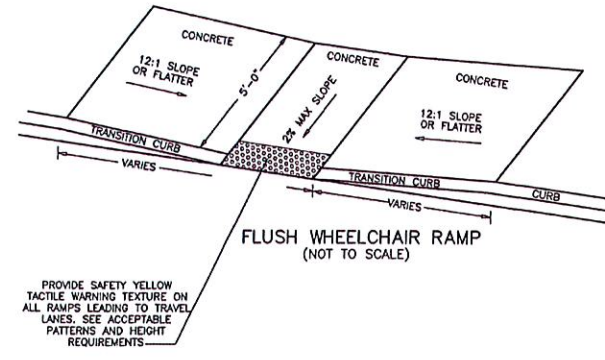 CONCRETE
12:1 SLOPE
OR FLATTER
5'-0"
CONCRETE
2% MAX SLOPE
CONCRETE
12:1 SLOPE
OR FLATTER
TRANSITION CURB
VARIES
TRANSITION CURB
CURB
VARIES
FLUSH WHEELCHAIR RAMP
(NOT TO SCALE)
PROVIDE SAFETY YELLOW
TACTILE WARNING TEXTURE ON
ALL RAMPS LEADING TO TRAVEL
LANES. SEE ACCEPTABLE
PATTERNS AND HEIGHT
REQUIREMENTS